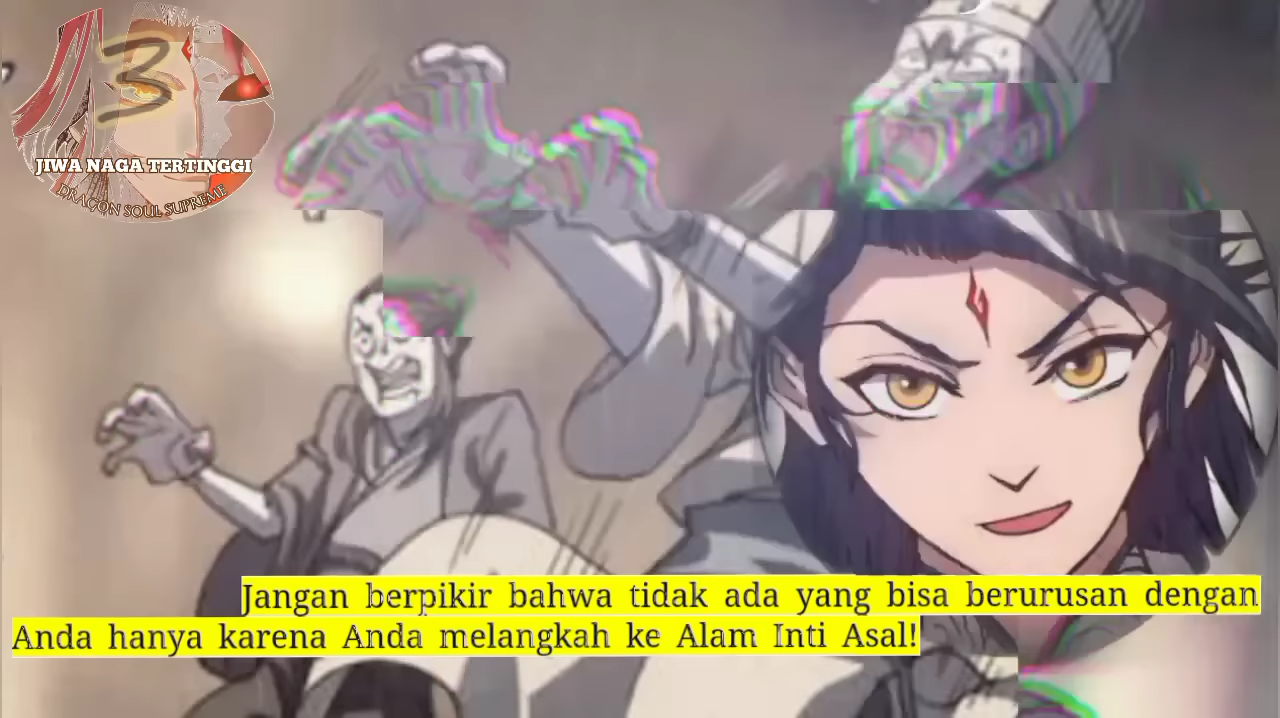 3
JIWA NAGA TERTINGGI
DRAGON SOUL SUPREME
Jangan berpikir bahwa tidak ada yang bisa berurusan dengan
Anda hanya karena Anda melangkah ke Alam Inti Asal!